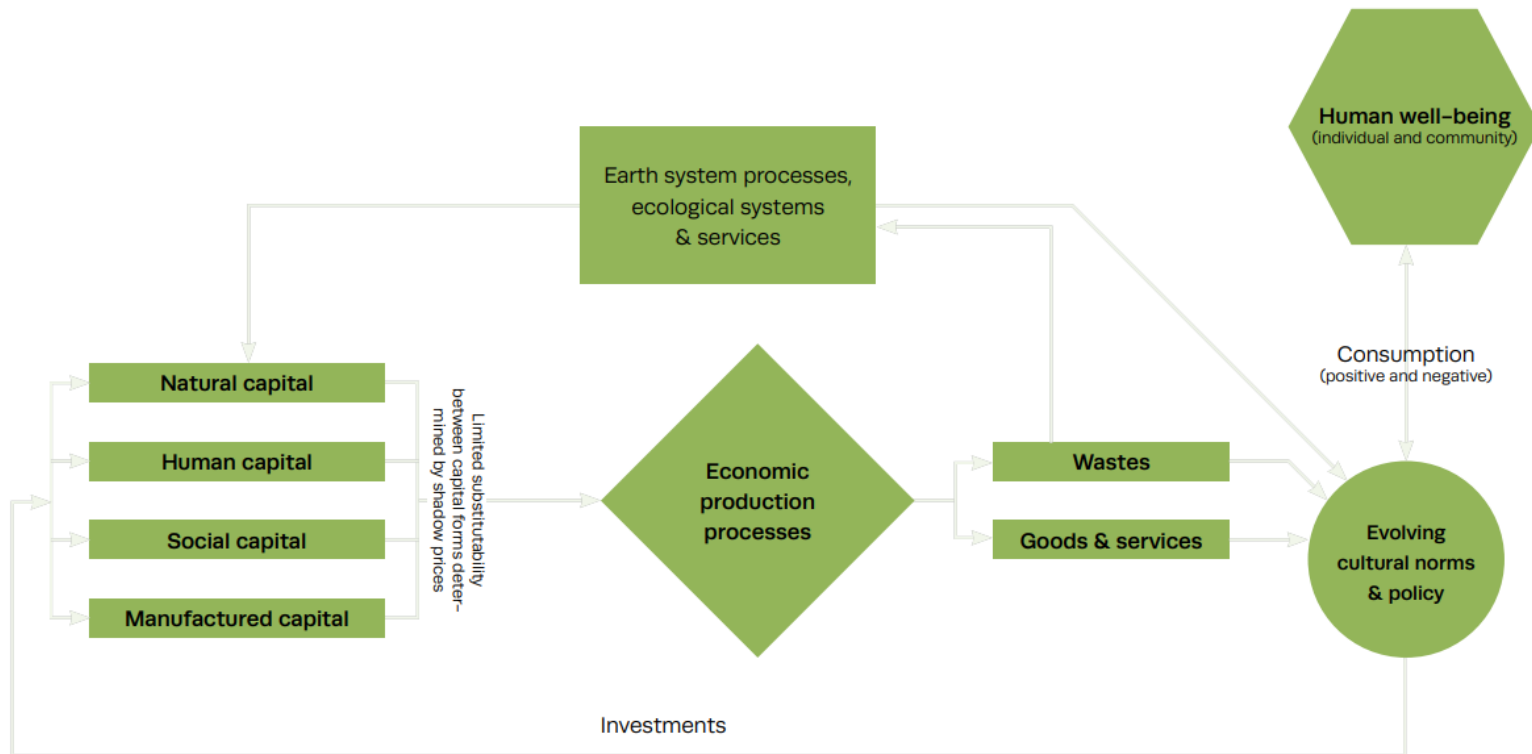 Human well-being
(individual and community)
Earth system processes,
ecological systems
& services
Consumption
(positive and negative)
Natural capital
Human capital
Social capital
Manufactured capital
Limited substitutability
between capital forms deter-
mined by shadow prices
Economic
production
processes
Wastes
Goods & services
Evolving
cultural norms
& policy
Investments